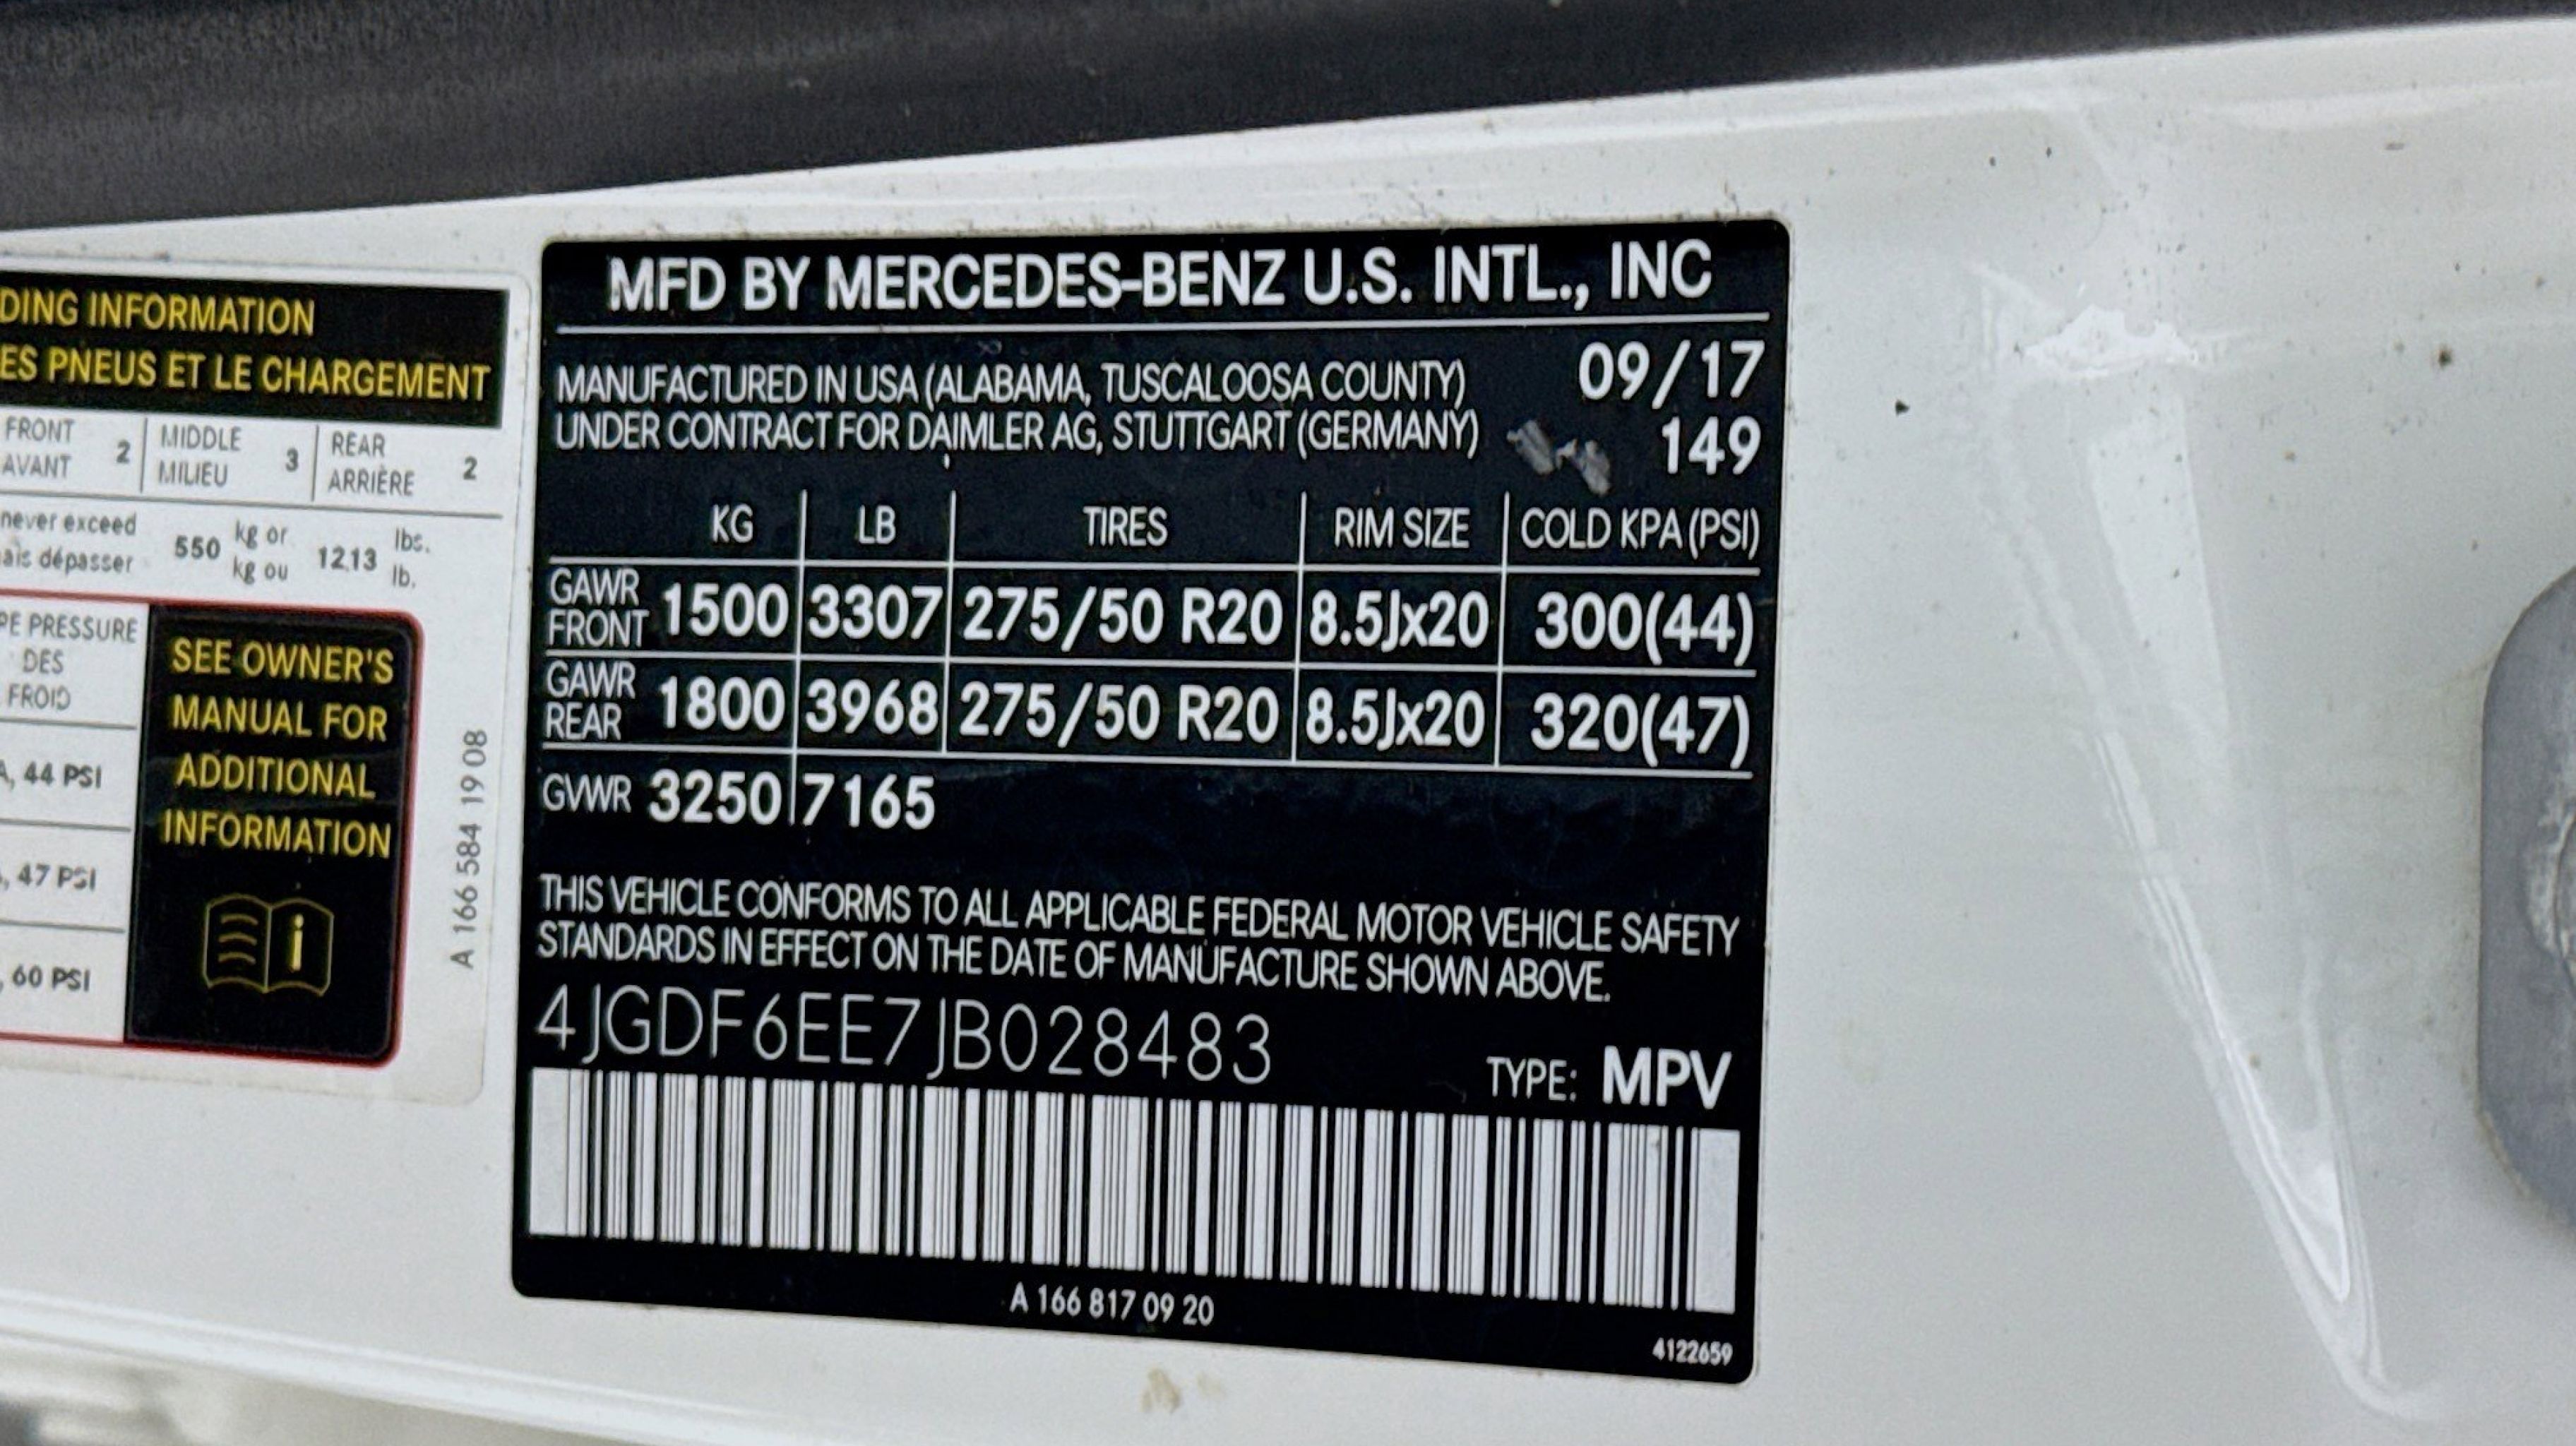 DING INFORMATION
ES PNEUS ET LE CHARGEMENT
FRONT 2 MIDDLE 3 REAR 2
AVANT MILIEU ARRIÈRE
never exceed 550 kg or 1213 lbs.
ais dépasser kg ou lb.
PE PRESSURE
DES
FROID
A, 44 PSI
, 47 PSI
, 60 PSI
SEE OWNER'S
MANUAL FOR
ADDITIONAL
INFORMATION
i
A 166 584 19 08
MFD BY MERCEDES-BENZ U.S. INTL., INC
MANUFACTURED IN USA (ALABAMA, TUSCALOOSA COUNTY) 09/17
UNDER CONTRACT FOR DAIMLER AG, STUTTGART (GERMANY) 149
KG LB TIRES RIM SIZE COLD KPA (PSI)
GAWR FRONT 1500 3307 275/50 R20 8.5Jx20 300(44)
GAWR REAR 1800 3968 275/50 R20 8.5Jx20 320(47)
GVWR 3250 7165
THIS VEHICLE CONFORMS TO ALL APPLICABLE FEDERAL MOTOR VEHICLE SAFETY
STANDARDS IN EFFECT ON THE DATE OF MANUFACTURE SHOWN ABOVE.
4JGDF6EE7JB028483
TYPE: MPV
A 166 817 09 20
4122659